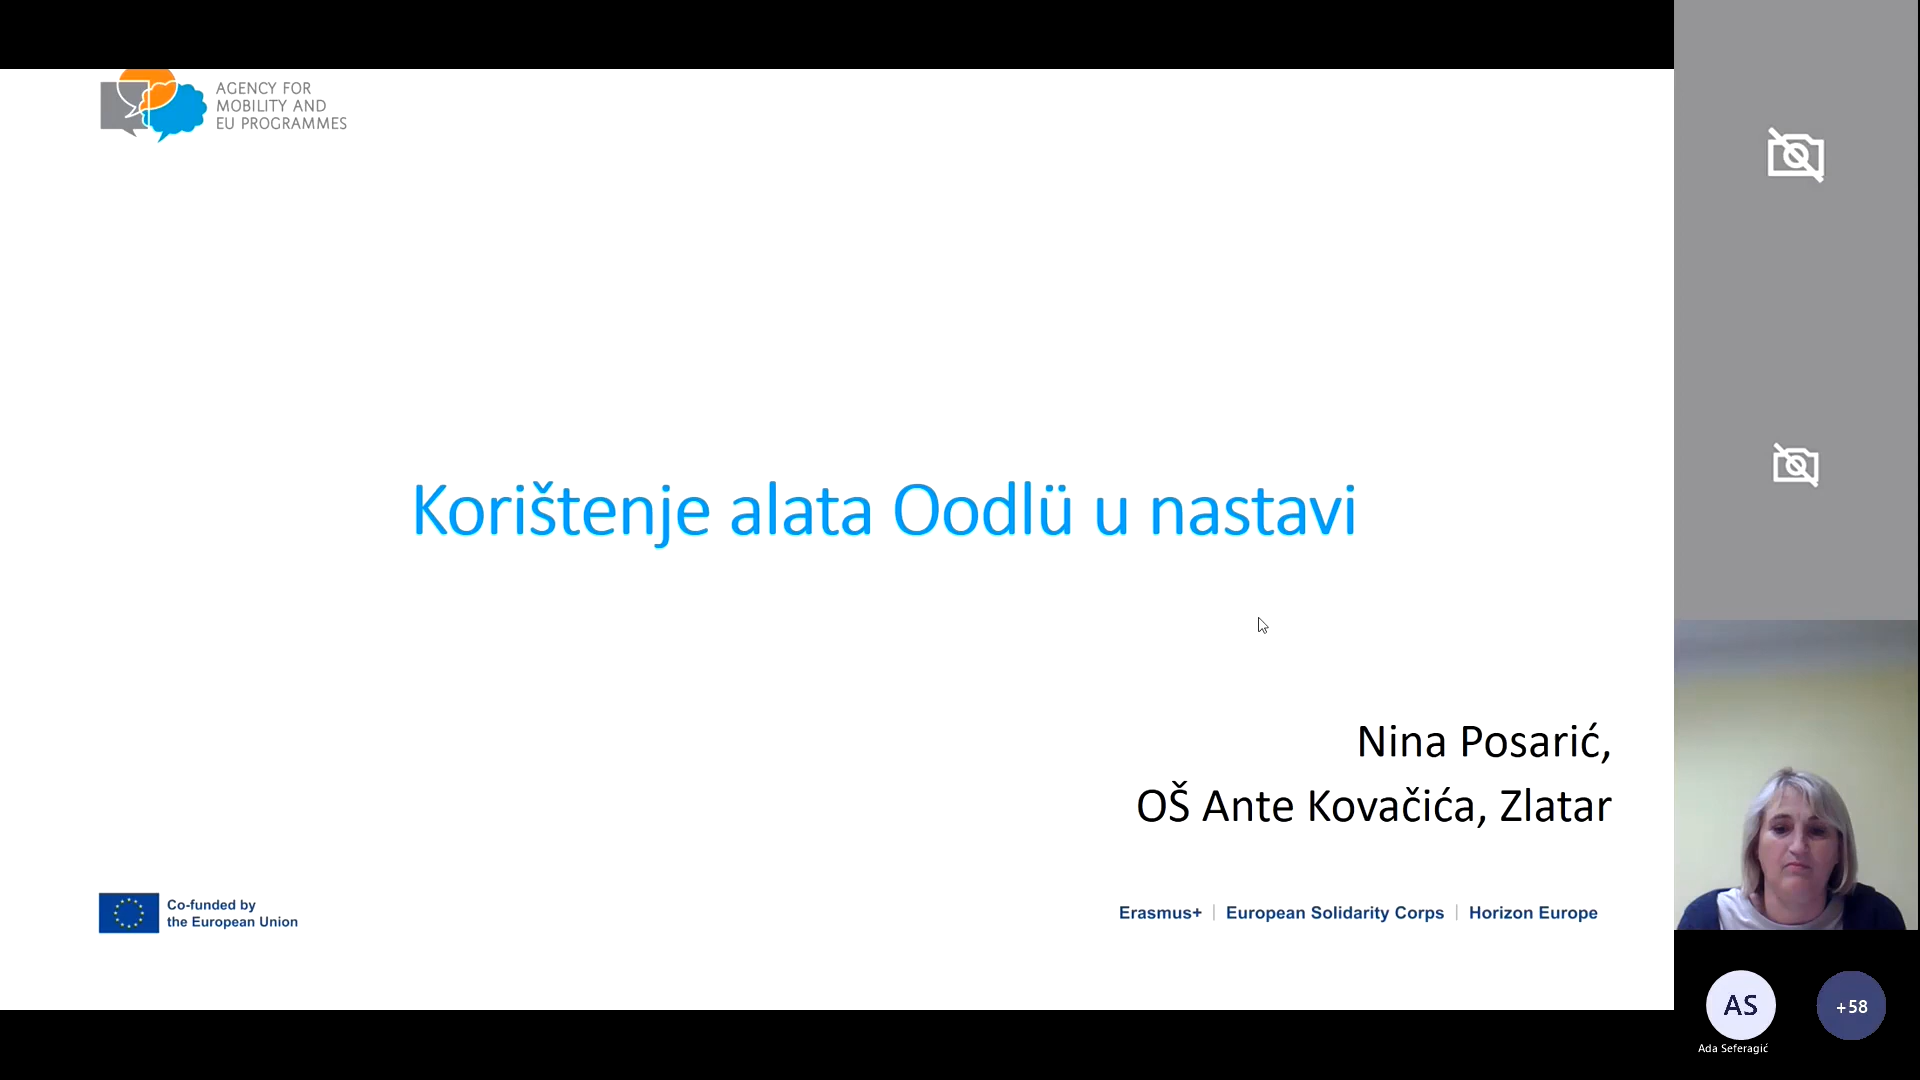 AGENCY FOR
MOBILITY AND
EU PROGRAMMES
Korištenje alata Oodlü u nastavi
Nina Posarić,
OŠ Ante Kovačića, Zlatar
Co-funded by
the European Union
Erasmus+ | European Solidarity Corps | Horizon Europe
AS
+58
Ada Seferagić